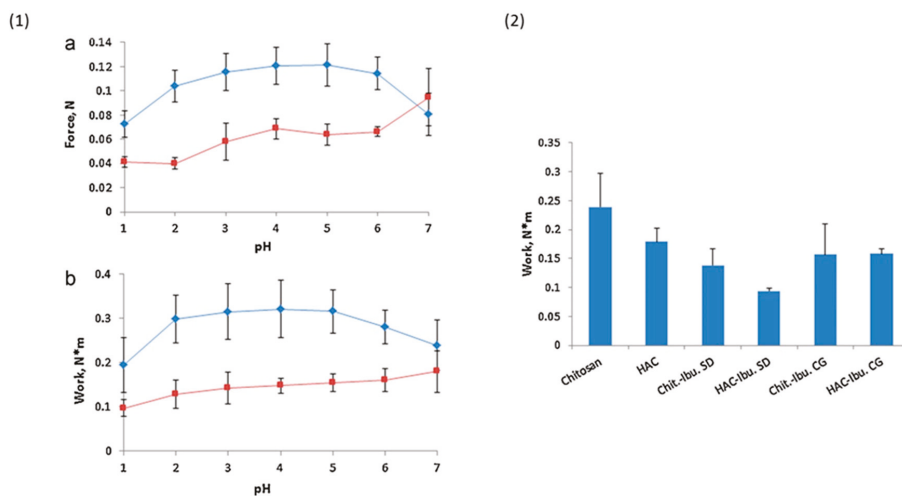 (1)
(2)
a
0.14
0.12
0.1
0.08
0.06
0.04
0.02
0
Force, N
1 2 3 4 5 6 7
pH
b
0.4
0.3
0.2
0.1
0
Work, N*m
1 2 3 4 5 6 7
pH
0.35
0.3
0.25
0.2
0.15
0.1
0.05
0
Work, N*m
Chitosan
HAC
Chit.-Ibu. SD
HAC-Ibu. SD
Chit.-Ibu. CG
HAC-Ibu. CG